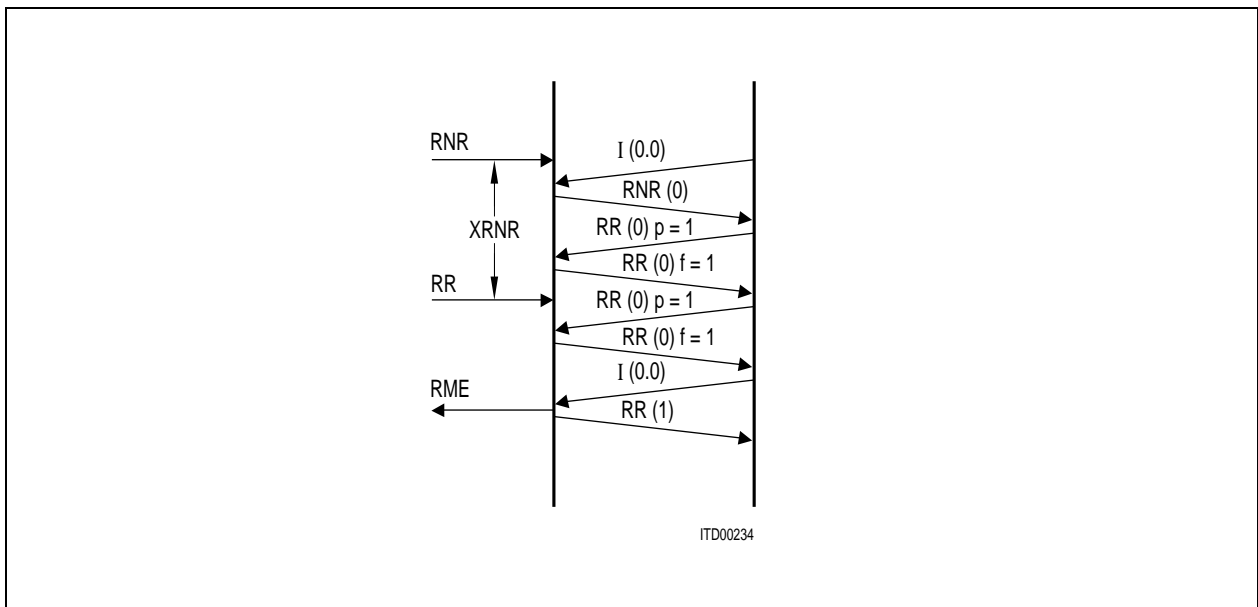 RNR
I (0.0)
RNR (0)
XRNR
RR (0) p = 1
RR (0) f = 1
RR
RR (0) p = 1
RR (0) f = 1
I (0.0)
RME
RR (1)
ITD00234